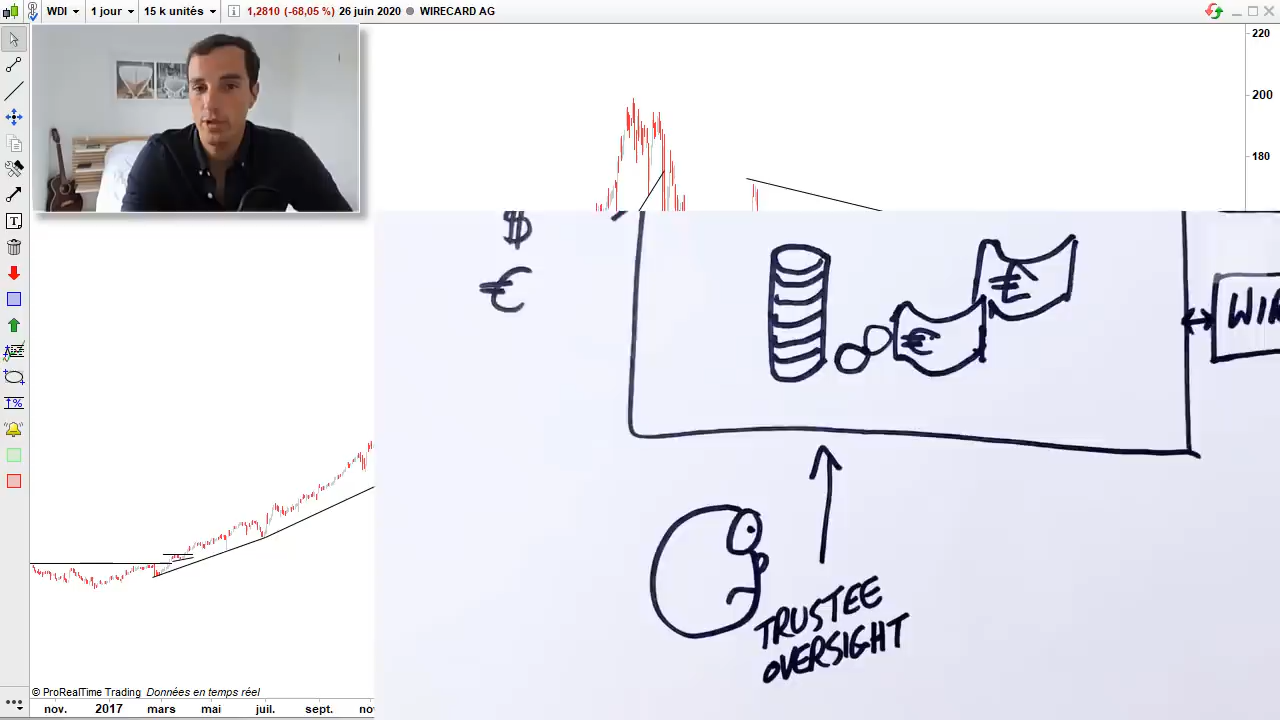 WDI 1 jour 15 k unités 1,2810 (-68,05 %) 26 juin 2020 WIRECARD AG
220
200
180
$
€
€
€
WIR
TRUSTEE
OVERSIGHT
© ProRealTime Trading Données en temps réel
nov. 2017 mars mai juil. sept. nov